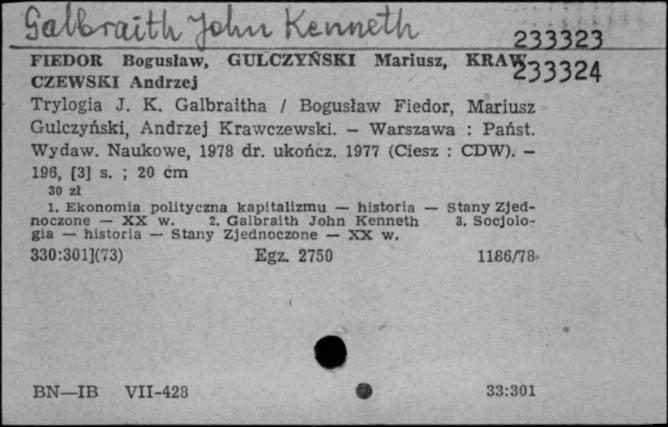 Galbraith John Kenneth
233323
FIEDOR Bogusław, GULCZYŃSKI Mariusz, KRAW-
233324
CZEWSKI Andrzej
Trylogia J. K. Galbraitha / Bogusław Fiedor, Mariusz
Gulczyński, Andrzej Krawczewski. — Warszawa : Państ.
Wydaw. Naukowe, 1978 dr. ukończ. 1977 (Ciesz : CDW). —
196, [3] s. ; 20 cm
30 zł
1. Ekonomia polityczna kapitalizmu — historia — Stany Zjed-
noczone — XX w. 2. Galbraith John Kenneth 3. Socjolo-
gia — historia — Stany Zjednoczone — XX w.
330:301](73) Egz. 2750 1186/78
BN—IB VII-428 33:301